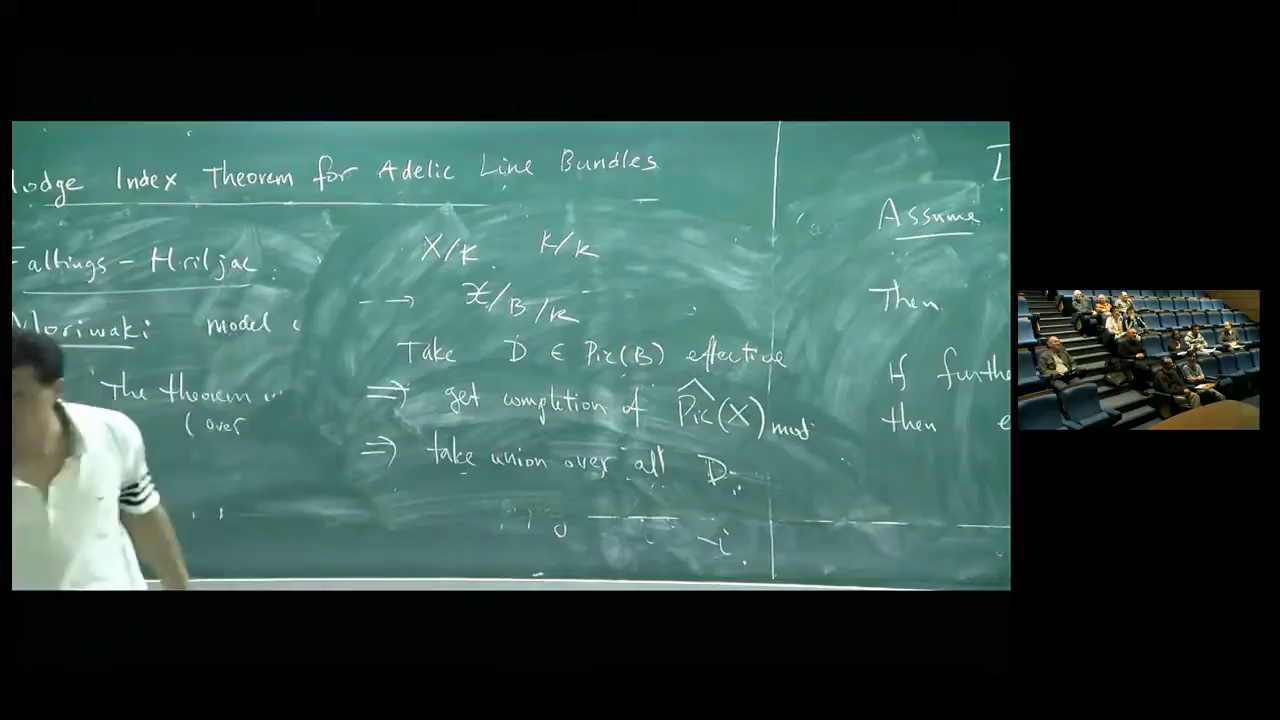 lodge Index Theorem for Adelic Line Bundles
Faltings - Hriljac
Moriwaki model
The theorem
( over
X/k K/k
--→ 𝒳/B/k
Take D ∈ Pic(B) effective
⇒ get completion of P̂ic(X)mod
⇒ take union over all D.
Assume
Then
If furthe
then